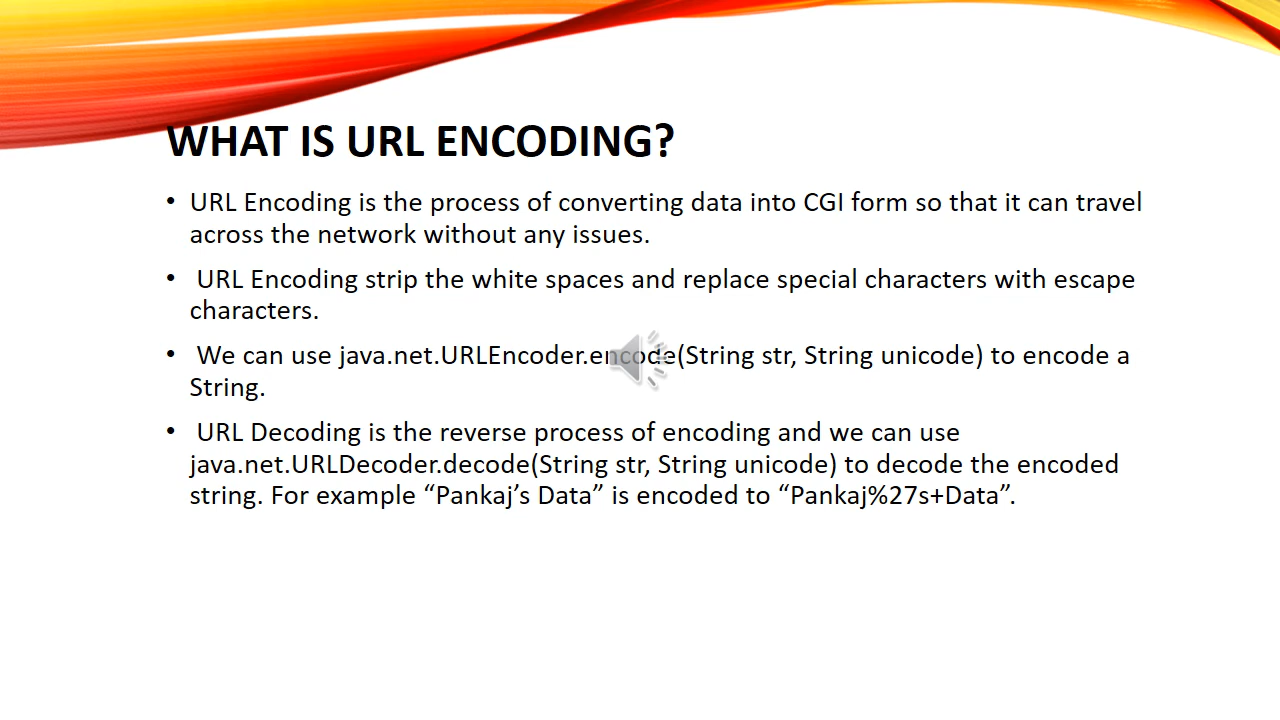 WHAT IS URL ENCODING?
• URL Encoding is the process of converting data into CGI form so that it can travel
across the network without any issues.
• URL Encoding strip the white spaces and replace special characters with escape
characters.
• We can use java.net.URLEncoder.encode(String str, String unicode) to encode a
String.
• URL Decoding is the reverse process of encoding and we can use
java.net.URLDecoder.decode(String str, String unicode) to decode the encoded
string. For example “Pankaj’s Data” is encoded to “Pankaj%27s+Data”.